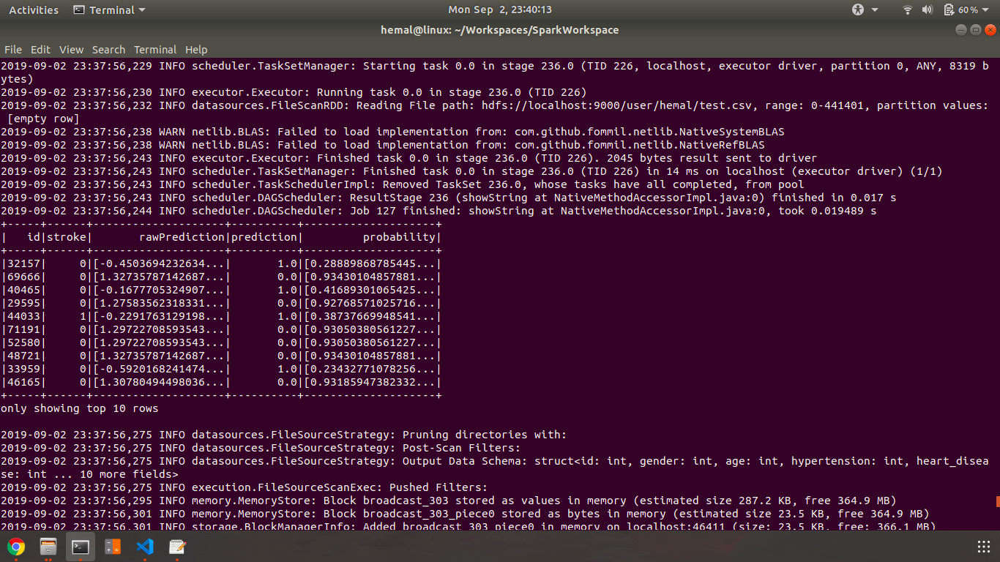 Activities Terminal Mon Sep 2, 23:40:13 60%
hemal@linux: ~/Workspaces/SparkWorkspace
File Edit View Search Terminal Help
2019-09-02 23:37:56,229 INFO scheduler.TaskSetManager: Starting task 0.0 in stage 236.0 (TID 226, localhost, executor driver, partition 0, ANY, 8319 b
ytes)
2019-09-02 23:37:56,230 INFO executor.Executor: Running task 0.0 in stage 236.0 (TID 226)
2019-09-02 23:37:56,232 INFO datasources.FileScanRDD: Reading File path: hdfs://localhost:9000/user/hemal/test.csv, range: 0-441401, partition values:
 [empty row]
2019-09-02 23:37:56,238 WARN netlib.BLAS: Failed to load implementation from: com.github.fommil.netlib.NativeSystemBLAS
2019-09-02 23:37:56,238 WARN netlib.BLAS: Failed to load implementation from: com.github.fommil.netlib.NativeRefBLAS
2019-09-02 23:37:56,243 INFO executor.Executor: Finished task 0.0 in stage 236.0 (TID 226). 2045 bytes result sent to driver
2019-09-02 23:37:56,243 INFO scheduler.TaskSetManager: Finished task 0.0 in stage 236.0 (TID 226) in 14 ms on localhost (executor driver) (1/1)
2019-09-02 23:37:56,243 INFO scheduler.TaskSchedulerImpl: Removed TaskSet 236.0, whose tasks have all completed, from pool
2019-09-02 23:37:56,243 INFO scheduler.DAGScheduler: ResultStage 236 (showString at NativeMethodAccessorImpl.java:0) finished in 0.017 s
2019-09-02 23:37:56,244 INFO scheduler.DAGScheduler: Job 127 finished: showString at NativeMethodAccessorImpl.java:0, took 0.019489 s
+-----+------+--------------------+----------+--------------------+
|   id|stroke|       rawPrediction|prediction|         probability|
+-----+------+--------------------+----------+--------------------+
|32157|     0|[-0.4503694232634...|       1.0|[0.28889868785445...|
|69666|     0|[1.32735787142687...|       0.0|[0.93430104857881...|
|40465|     0|[-0.1677705324907...|       1.0|[0.41689301065425...|
|29595|     0|[1.27583562318331...|       0.0|[0.92768571025716...|
|44033|     1|[-0.2291763129198...|       1.0|[0.38737669948541...|
|71191|     0|[1.29722708593543...|       0.0|[0.93050380561227...|
|52580|     0|[1.29722708593543...|       0.0|[0.93050380561227...|
|48721|     0|[1.32735787142687...|       0.0|[0.93430104857881...|
|33959|     0|[-0.5920168241474...|       1.0|[0.23432771078256...|
|46165|     0|[1.30780494498036...|       0.0|[0.93185947382332...|
+-----+------+--------------------+----------+--------------------+
only showing top 10 rows
2019-09-02 23:37:56,275 INFO datasources.FileSourceStrategy: Pruning directories with:
2019-09-02 23:37:56,275 INFO datasources.FileSourceStrategy: Post-Scan Filters:
2019-09-02 23:37:56,275 INFO datasources.FileSourceStrategy: Output Data Schema: struct<id: int, gender: int, age: int, hypertension: int, heart_disea
se: int ... 10 more fields>
2019-09-02 23:37:56,275 INFO execution.FileSourceScanExec: Pushed Filters:
2019-09-02 23:37:56,295 INFO memory.MemoryStore: Block broadcast_303 stored as values in memory (estimated size 287.2 KB, free 364.9 MB)
2019-09-02 23:37:56,301 INFO memory.MemoryStore: Block broadcast_303_piece0 stored as bytes in memory (estimated size 23.5 KB, free 364.9 MB)
2019-09-02 23:37:56,301 INFO storage.BlockManagerInfo: Added broadcast_303_piece0 in memory on localhost:46411 (size: 23.5 KB, free: 366.1 MB)